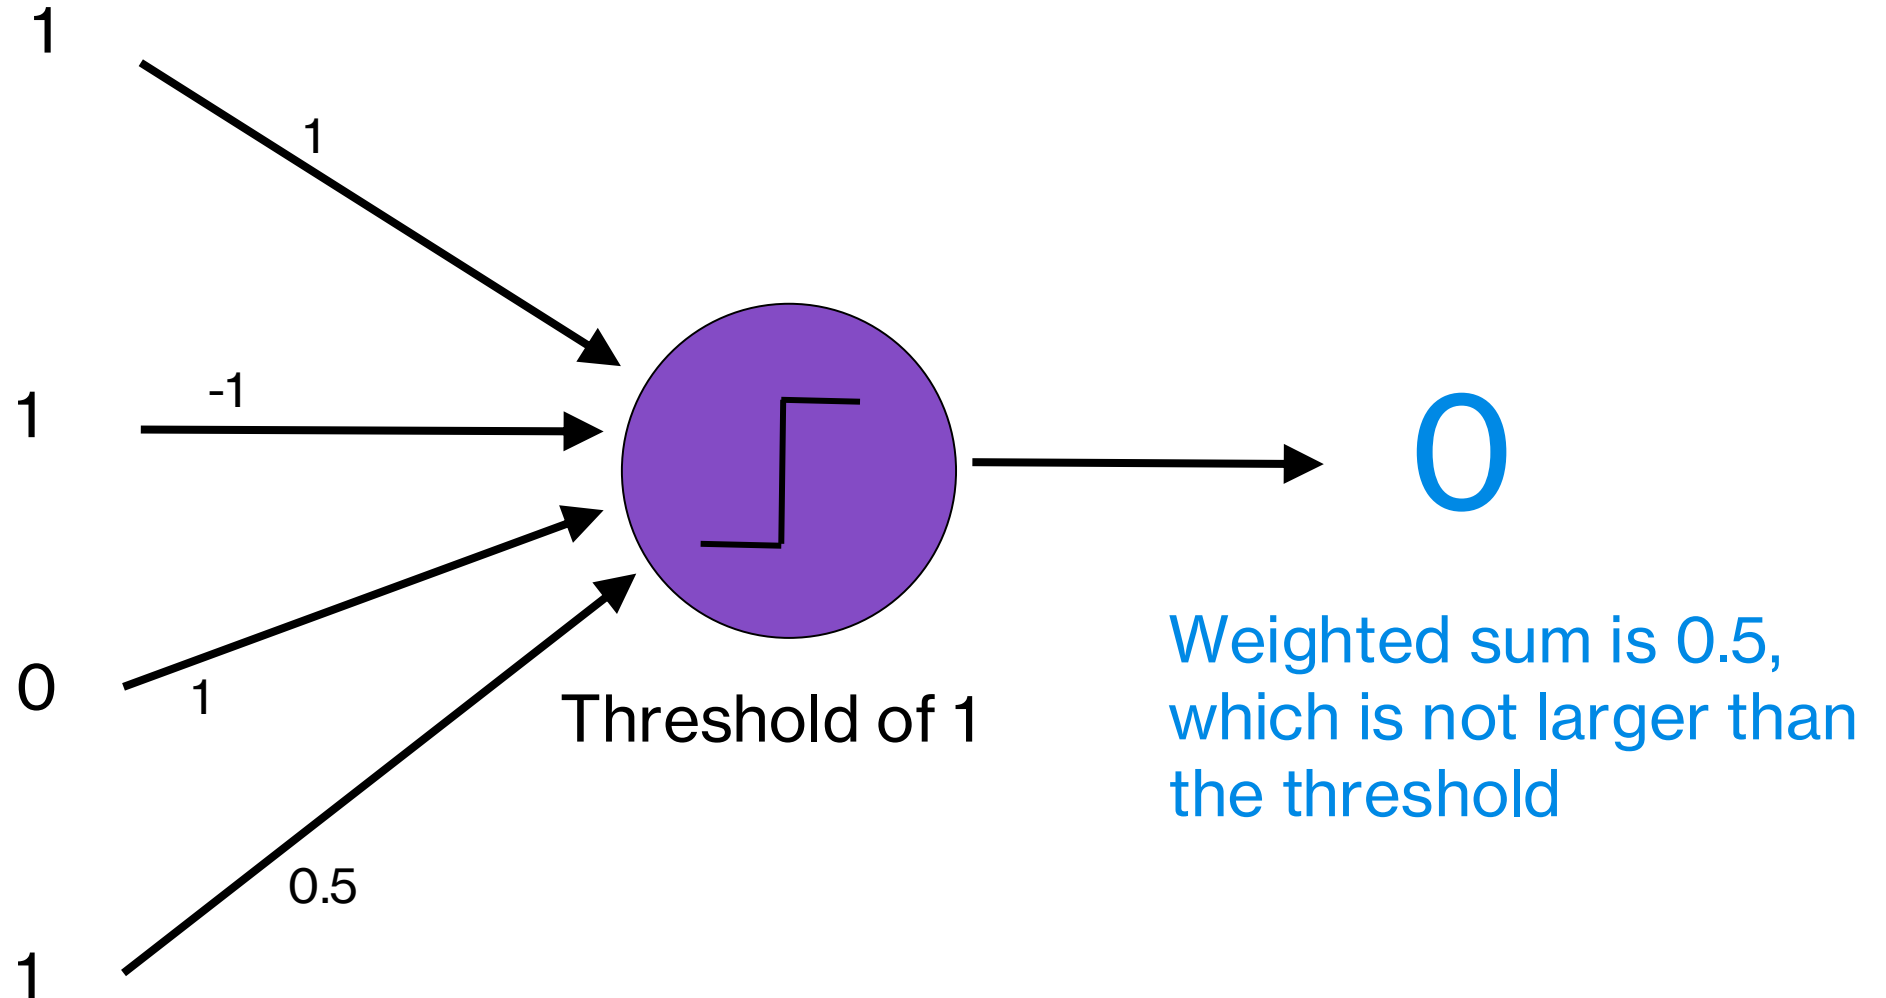 1
1
1
-1
0
1
Threshold of 1
0.5
1
0
Weighted sum is 0.5,
which is not larger than
the threshold